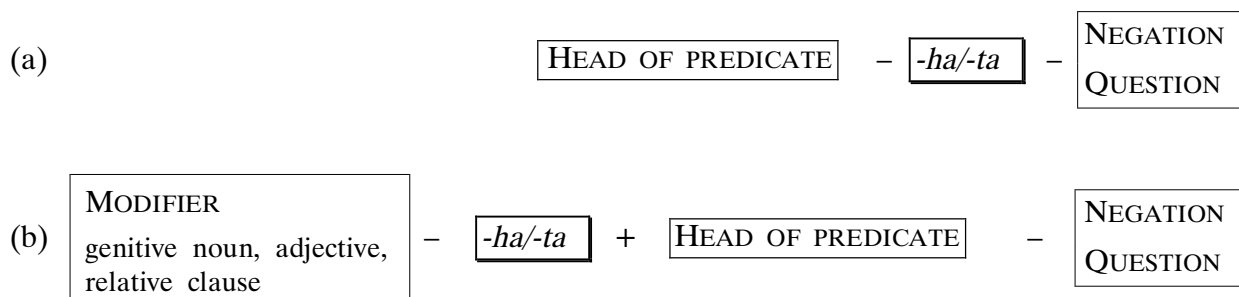 (a) HEAD OF PREDICATE – -ha/-ta – NEGATION
QUESTION
(b) MODIFIER
genitive noun, adjective,
relative clause – -ha/-ta + HEAD OF PREDICATE – NEGATION
QUESTION